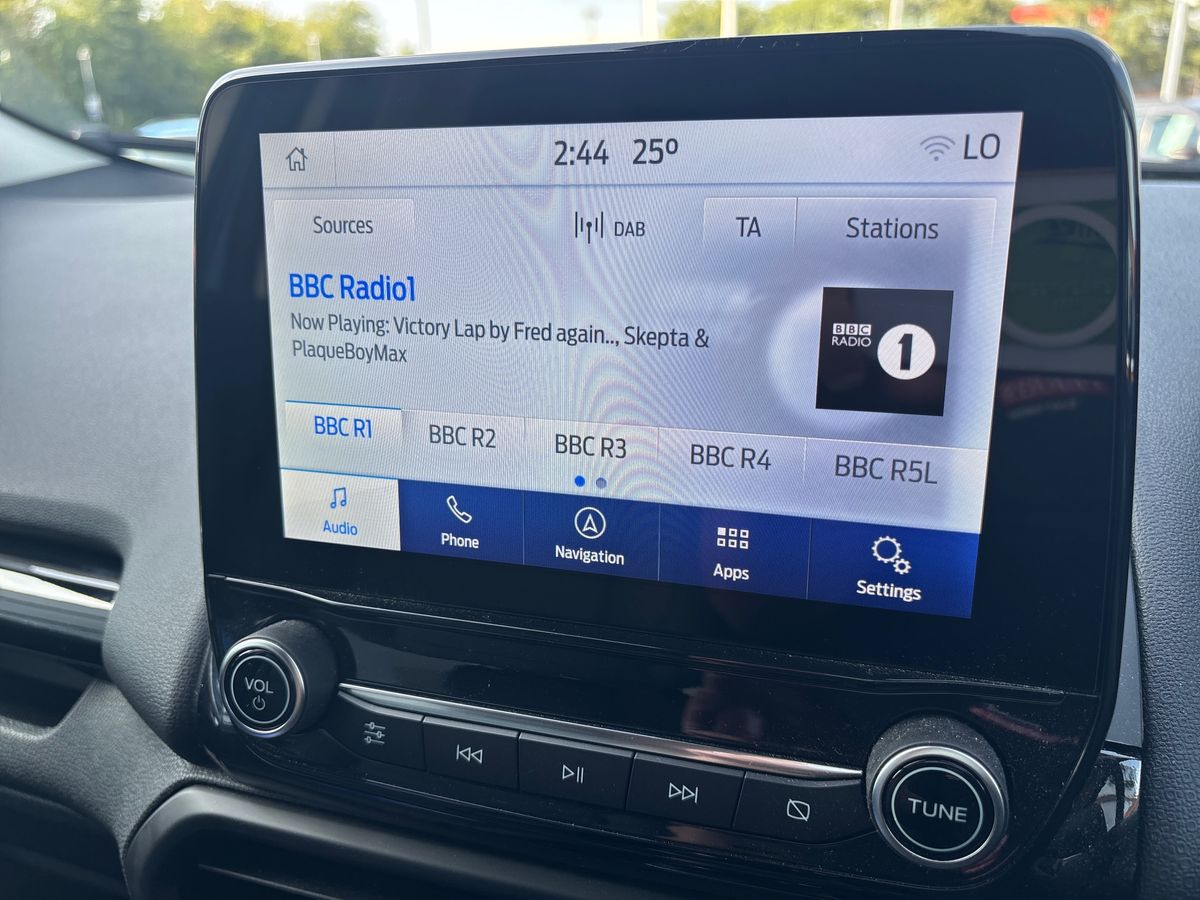 2:44 25º LO
Sources DAB TA Stations
BBC Radio1
Now Playing: Victory Lap by Fred again.., Skepta &
PlaqueBoyMax
BBC
RADIO 1
BBC R1 BBC R2 BBC R3 BBC R4 BBC R5L
Audio Phone Navigation Apps Settings
VOL
TUNE